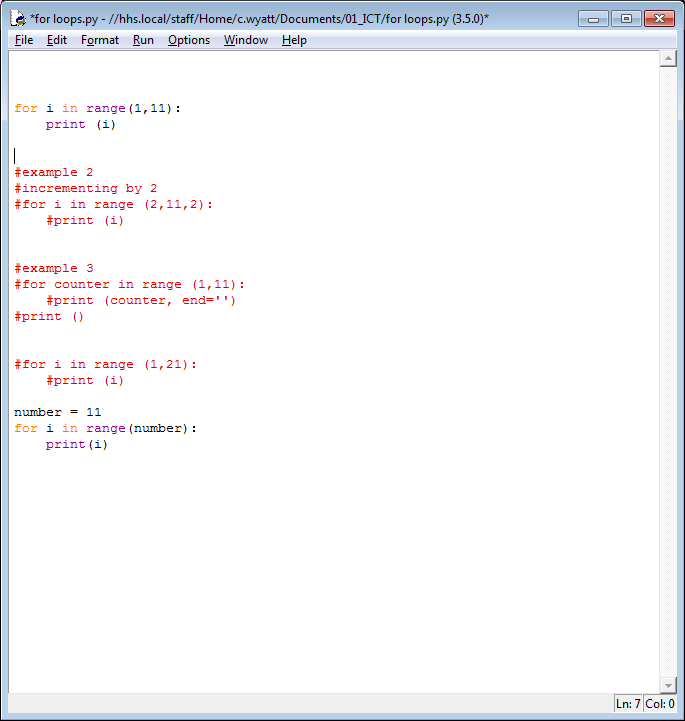 *for loops.py - //hhs.local/staff/Home/c.wyatt/Documents/01_ICT/for loops.py (3.5.0)*
File Edit Format Run Options Window Help
for i in range(1,11):
    print (i)
#example 2
#incrementing by 2
#for i in range (2,11,2):
    #print (i)
#example 3
#for counter in range (1,11):
    #print (counter, end='')
#print ()
#for i in range (1,21):
    #print (i)
number = 11
for i in range(number):
    print(i)
Ln: 7 Col: 0